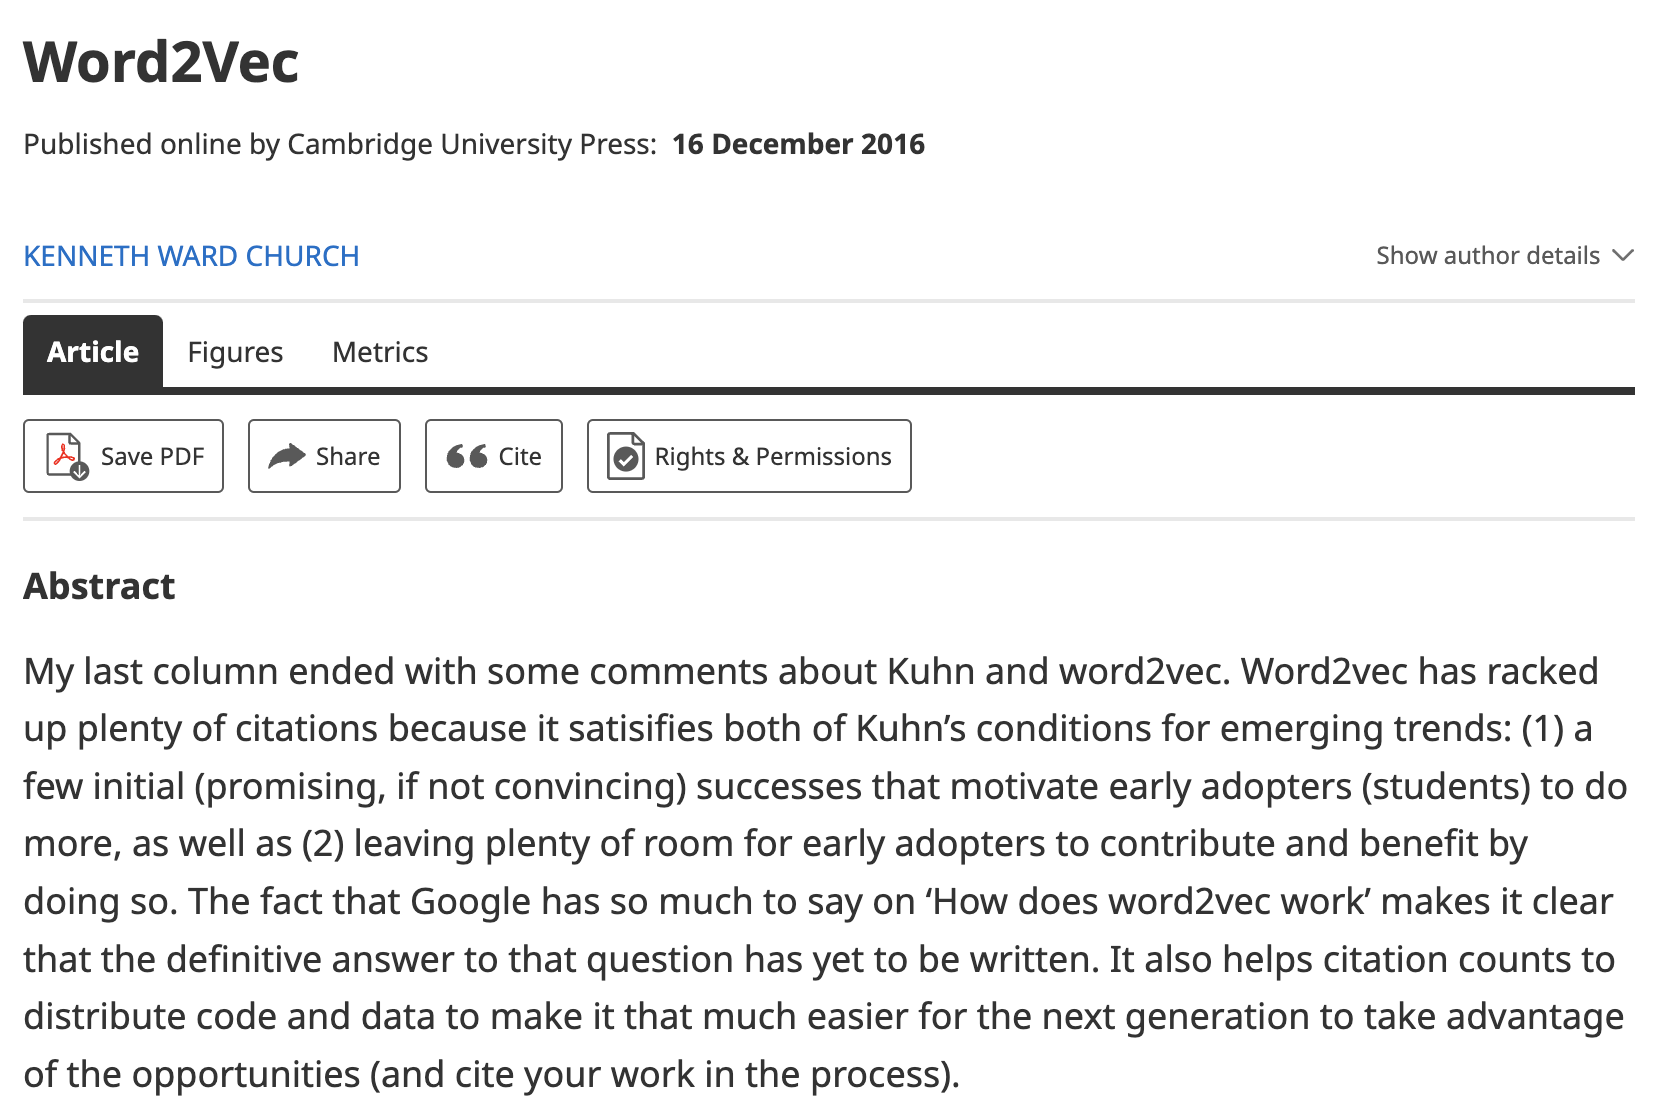 Word2Vec
Published online by Cambridge University Press: 16 December 2016
KENNETH WARD CHURCH
Show author details
Article Figures Metrics
Save PDF Share Cite Rights & Permissions
Abstract
My last column ended with some comments about Kuhn and word2vec. Word2vec has racked
up plenty of citations because it satisifies both of Kuhn’s conditions for emerging trends: (1) a
few initial (promising, if not convincing) successes that motivate early adopters (students) to do
more, as well as (2) leaving plenty of room for early adopters to contribute and benefit by
doing so. The fact that Google has so much to say on ‘How does word2vec work’ makes it clear
that the definitive answer to that question has yet to be written. It also helps citation counts to
distribute code and data to make it that much easier for the next generation to take advantage
of the opportunities (and cite your work in the process).